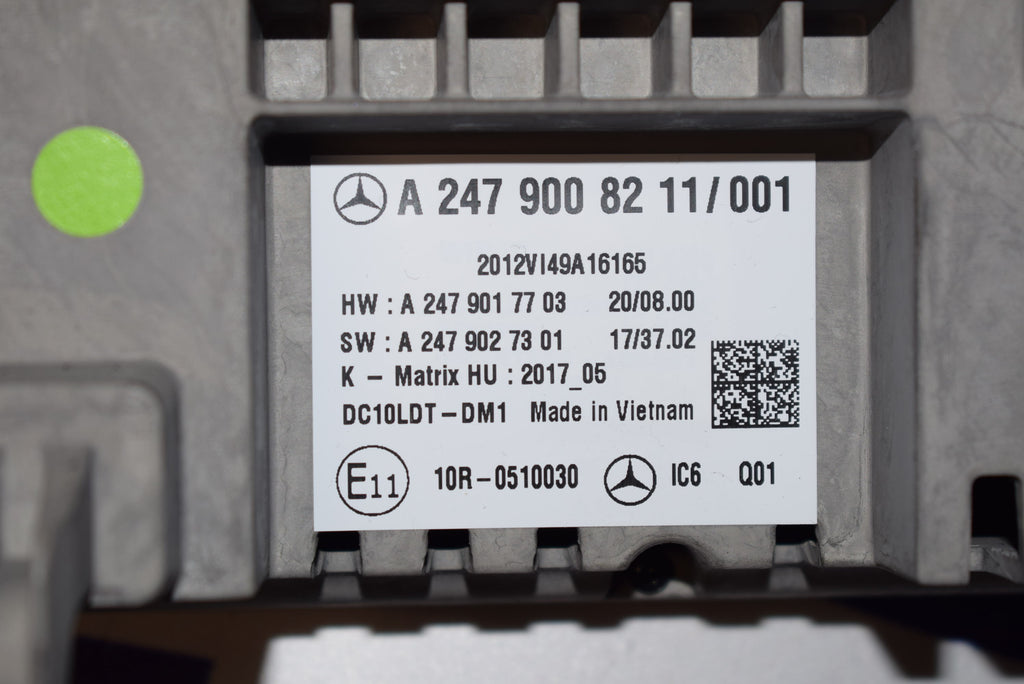 A 247 900 82 11/001
2012VI49A16165
HW : A 247 901 77 03 20/08.00
SW : A 247 902 73 01 17/37.02
K - Matrix HU : 2017_05
DC10LDT-DM1 Made in Vietnam
E11 10R-0510030 IC6 Q01